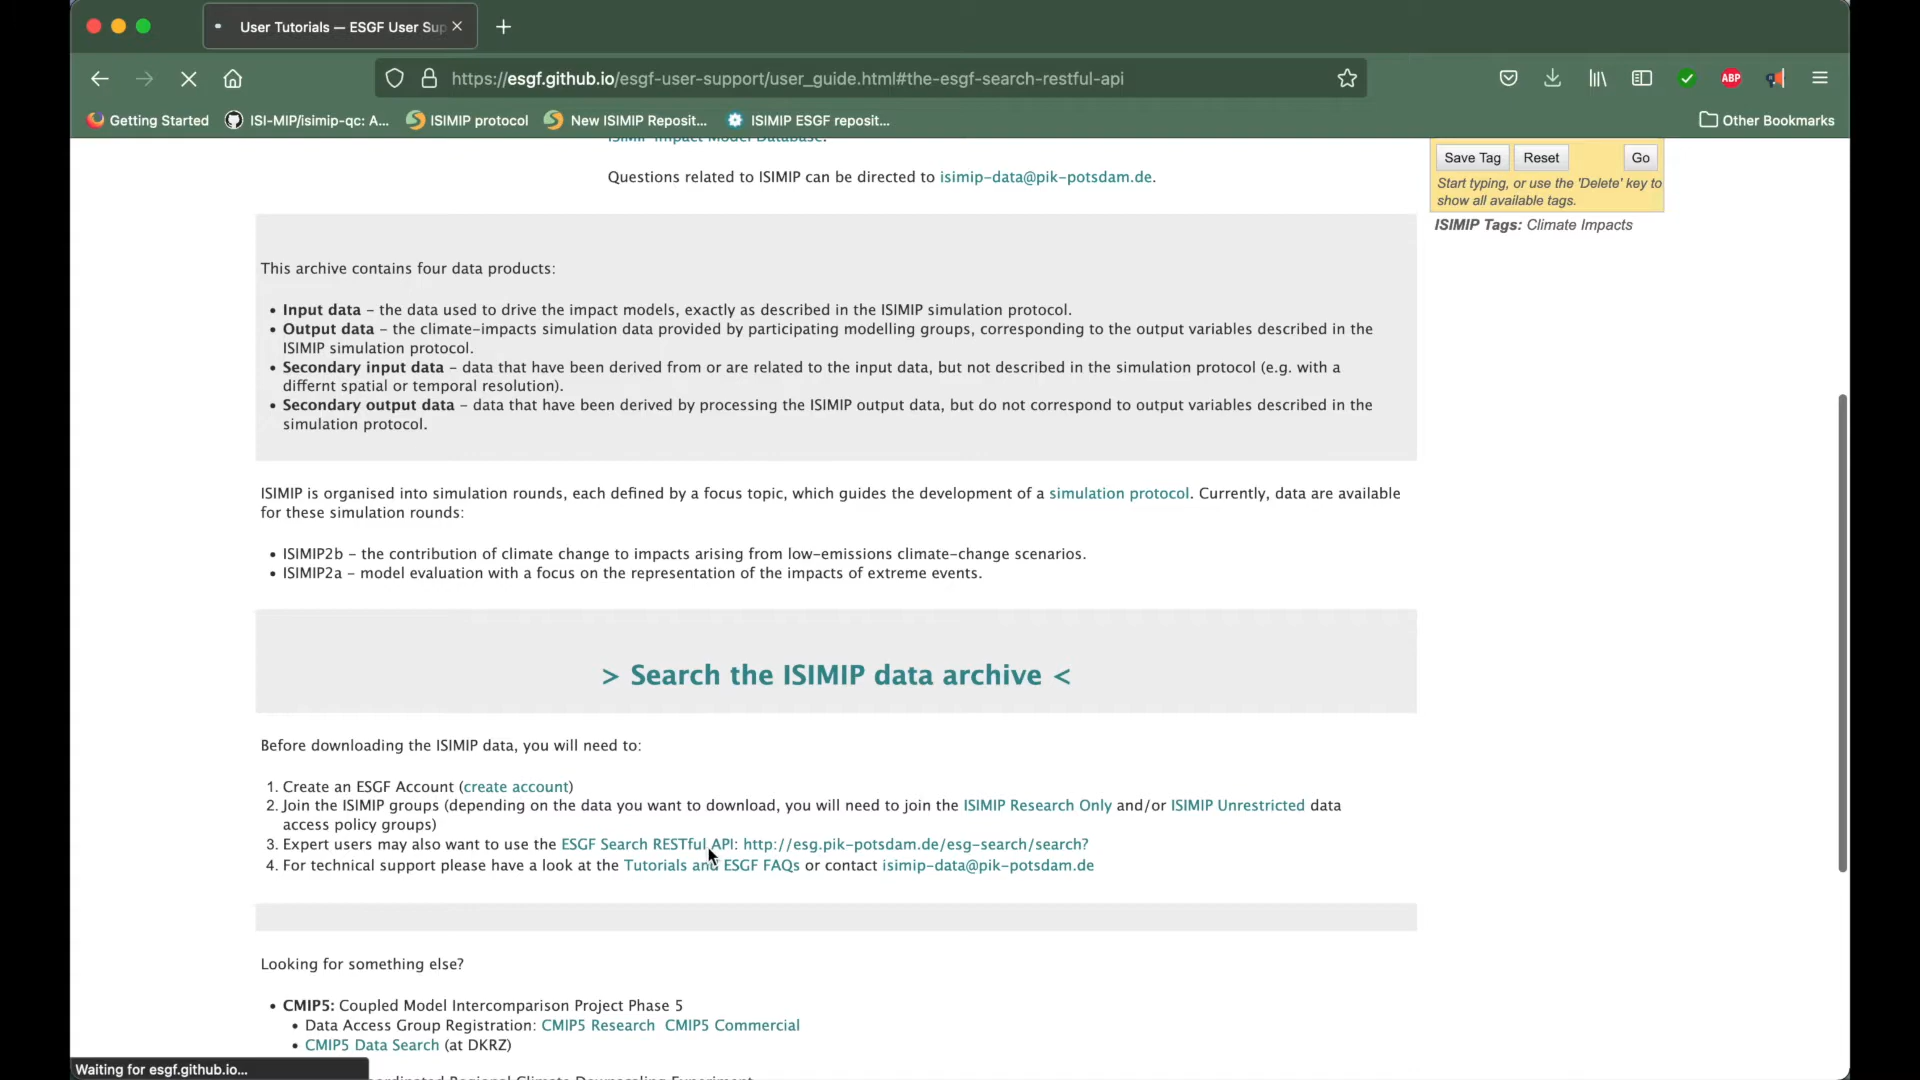 User Tutorials — ESGF User Sup
https://esgf.github.io/esgf-user-support/user_guide.html#the-esgf-search-restful-api
ABP
Getting Started
ISI-MIP/isimip-qc: A...
ISIMIP protocol
New ISIMIP Reposit...
ISIMIP ESGF reposit...
Other Bookmarks
ISIMIP Impact Model Database.
Questions related to ISIMIP can be directed to isimip-data@pik-potsdam.de.
Save Tag Reset Go
Start typing, or use the 'Delete' key to
show all available tags.
ISIMIP Tags: Climate Impacts
This archive contains four data products:
• Input data – the data used to drive the impact models, exactly as described in the ISIMIP simulation protocol.
• Output data – the climate-impacts simulation data provided by participating modelling groups, corresponding to the output variables described in the
ISIMIP simulation protocol.
• Secondary input data – data that have been derived from or are related to the input data, but not described in the simulation protocol (e.g. with a
differnt spatial or temporal resolution).
• Secondary output data – data that have been derived by processing the ISIMIP output data, but do not correspond to output variables described in the
simulation protocol.
ISIMIP is organised into simulation rounds, each defined by a focus topic, which guides the development of a simulation protocol. Currently, data are available
for these simulation rounds:
• ISIMIP2b – the contribution of climate change to impacts arising from low-emissions climate-change scenarios.
• ISIMIP2a – model evaluation with a focus on the representation of the impacts of extreme events.
> Search the ISIMIP data archive <
Before downloading the ISIMIP data, you will need to:
1. Create an ESGF Account (create account)
2. Join the ISIMIP groups (depending on the data you want to download, you will need to join the ISIMIP Research Only and/or ISIMIP Unrestricted data
access policy groups)
3. Expert users may also want to use the ESGF Search RESTful API: http://esg.pik-potsdam.de/esg-search/search?
4. For technical support please have a look at the Tutorials and ESGF FAQs or contact isimip-data@pik-potsdam.de
Looking for something else?
• CMIP5: Coupled Model Intercomparison Project Phase 5
• Data Access Group Registration: CMIP5 Research CMIP5 Commercial
• CMIP5 Data Search (at DKRZ)
Waiting for esgf.github.io...